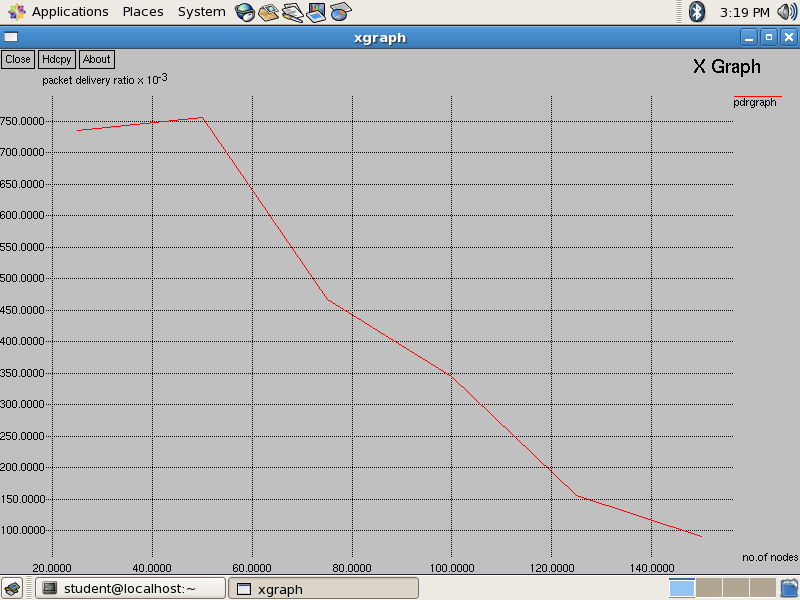 Applications Places System 3:19 PM
xgraph
Close Hdcpy About
X Graph
packet delivery ratio x 10-3
pdrgraph
750.0000
700.0000
650.0000
600.0000
550.0000
500.0000
450.0000
400.0000
350.0000
300.0000
250.0000
200.0000
150.0000
100.0000
no.of nodes
20.0000 40.0000 60.0000 80.0000 100.0000 120.0000 140.0000
student@localhost:~ xgraph